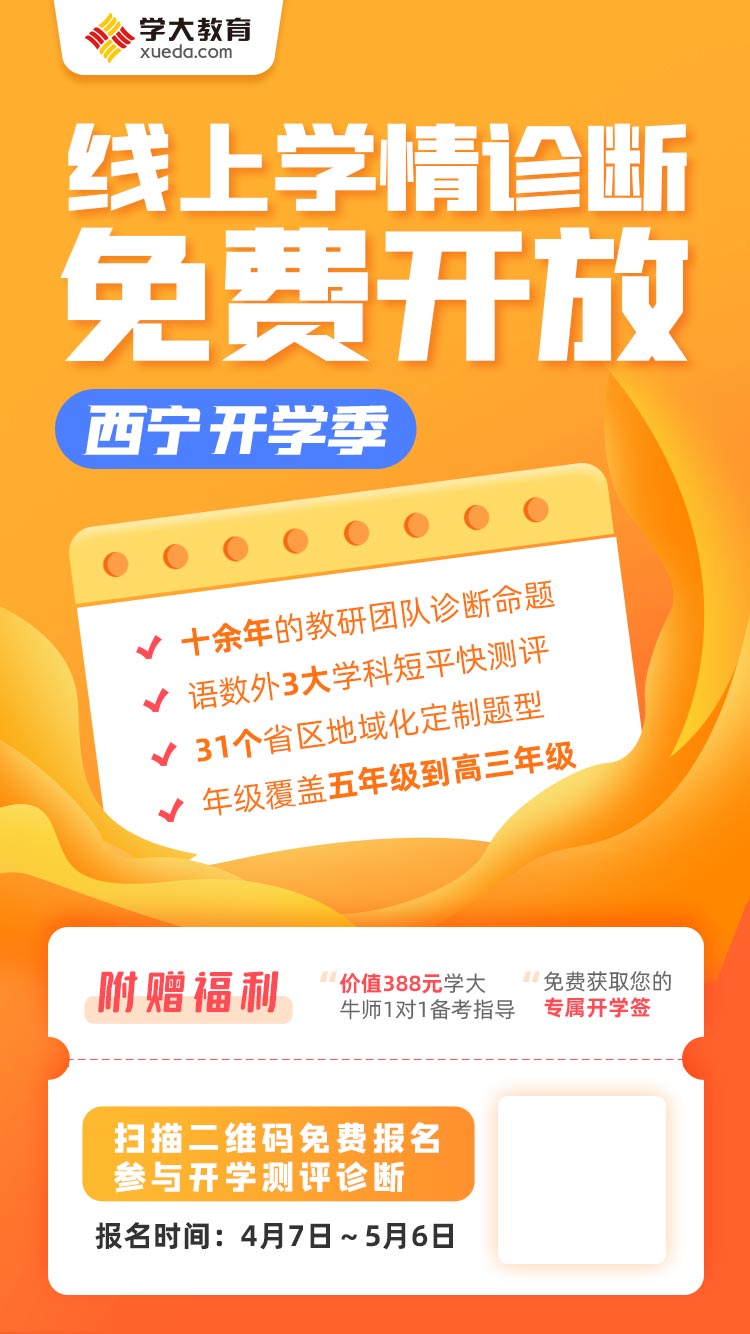 学大教育
xueda.com
线上学情诊断
免费开放
西宁 开学季
十余年的教研团队诊断命题
语数外3大学科短平快测评
31个省区地域化定制题型
年级覆盖五年级到高三年级
附赠福利
“价值388元学大
牛师1对1备考指导
“免费获取您的
专属开学签
扫描二维码免费报名
参与开学测评诊断
报名时间：4月7日~5月6日